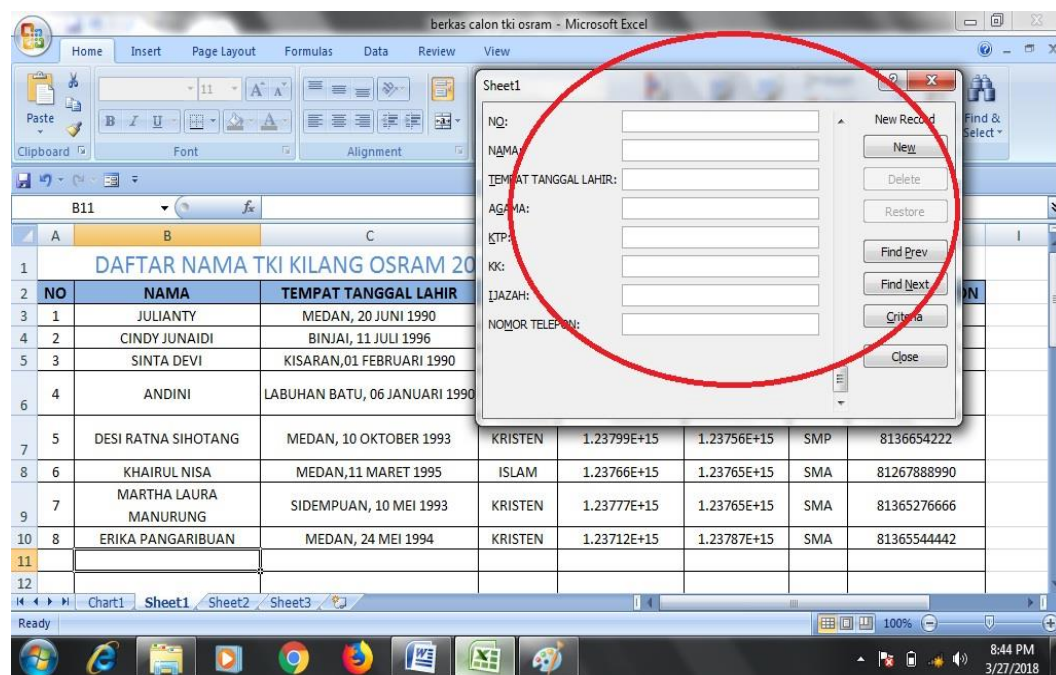 berkas calon tki osram - Microsoft Excel
Home Insert Page Layout Formulas Data Review View
Paste
11
B I U
Find &
Select
Clipboard Font Alignment
B11 fx
Sheet1
NO:
NAMA:
TEMPAT TANGGAL LAHIR:
AGAMA:
KTP:
KK:
IJAZAH:
NOMOR TELEPON:
New Record
New
Delete
Restore
Find Prev
Find Next
Criteria
Close
A B C I
1 DAFTAR NAMA TKI KILANG OSRAM 20
2 NO NAMA TEMPAT TANGGAL LAHIR ON
3 1 JULIANTY MEDAN, 20 JUNI 1990
4 2 CINDY JUNAIDI BINJAI, 11 JULI 1996
5 3 SINTA DEVI KISARAN,01 FEBRUARI 1990
6 4 ANDINI LABUHAN BATU, 06 JANUARI 1990
7 5 DESI RATNA SIHOTANG MEDAN, 10 OKTOBER 1993 KRISTEN 1.23799E+15 1.23756E+15 SMP 8136654222
8 6 KHAIRUL NISA MEDAN,11 MARET 1995 ISLAM 1.23766E+15 1.23765E+15 SMA 81267888990
9 7 MARTHA LAURA MANURUNG SIDEMPUAN, 10 MEI 1993 KRISTEN 1.23777E+15 1.23765E+15 SMA 81365276666
10 8 ERIKA PANGARIBUAN MEDAN, 24 MEI 1994 KRISTEN 1.23712E+15 1.23787E+15 SMA 81365544442
11
12
Chart1 Sheet1 Sheet2 Sheet3
Ready 100%
8:44 PM
3/27/2018